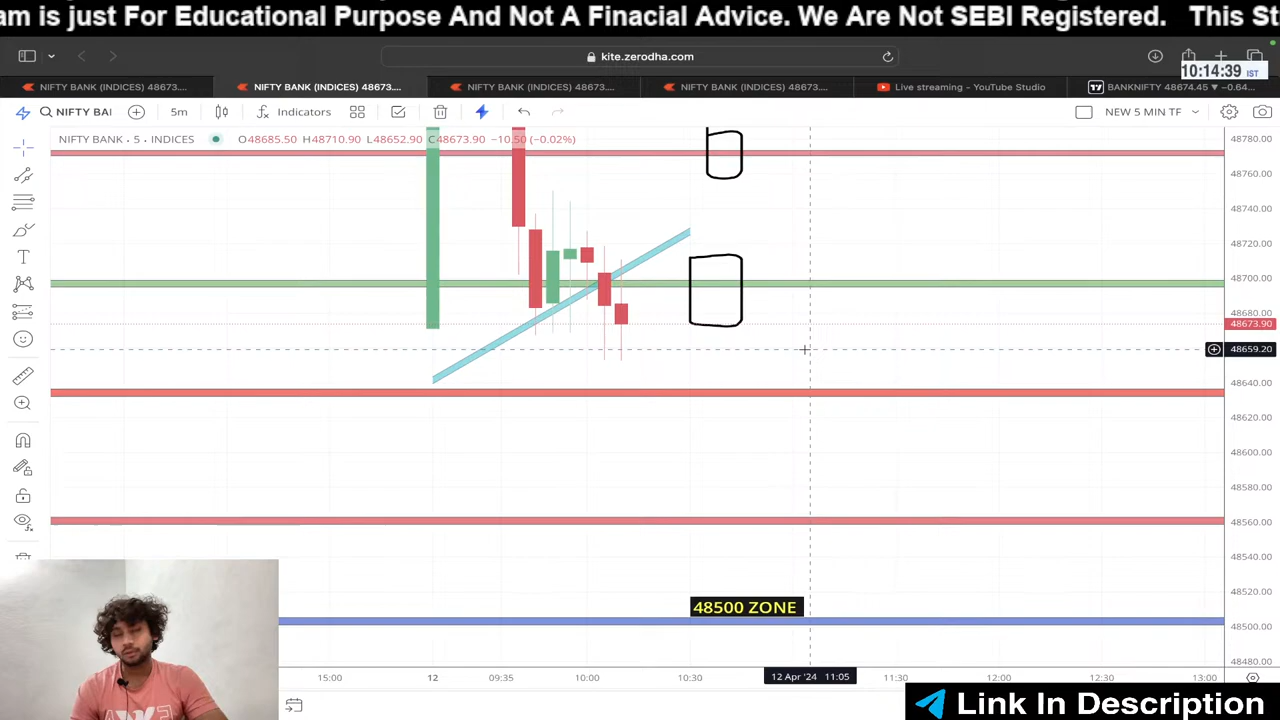 am is just For Educational Purpose And Not A Finacial Advice. We Are Not SEBI Registered. This St
kite.zerodha.com
10:14:39 IST
NIFTY BANK (INDICES) 48673....
NIFTY BANK (INDICES) 48673....
NIFTY BANK (INDICES) 48673....
NIFTY BANK (INDICES) 48673....
Live streaming - YouTube Studio
BANKNIFTY 48674.45 ▼ −0.64...
NIFTY BAI
5m
Indicators
NEW 5 MIN TF
NIFTY BANK · 5 · INDICES
O48685.50 H48710.90 L48652.90 C48673.90 −10.50 (−0.02%)
48780.00
48760.00
48740.00
48720.00
48700.00
48680.00
48673.90
48659.20
48640.00
48620.00
48600.00
48580.00
48560.00
48540.00
48520.00
48500 ZONE
48500.00
48480.00
15:00
12
09:35
10:00
10:30
12 Apr '24 11:05
11:30
12:00
12:30
13:00
Link In Description